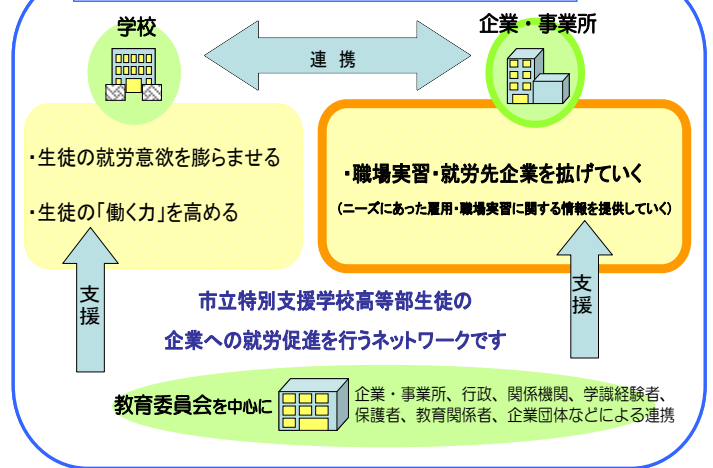 学校
企業・事業所
連 携
・生徒の就労意欲を膨らませる
・生徒の「働く力」を高める
・職場実習・就労先企業を拡げていく
(ニーズにあった雇用・職場実習に関する情報を提供していく)
支援
支援
市立特別支援学校高等部生徒の
企業への就労促進を行うネットワークです
教育委員会を中心に
企業・事業所、行政、関係機関、学識経験者、
保護者、教育関係者、企業団体などによる連携